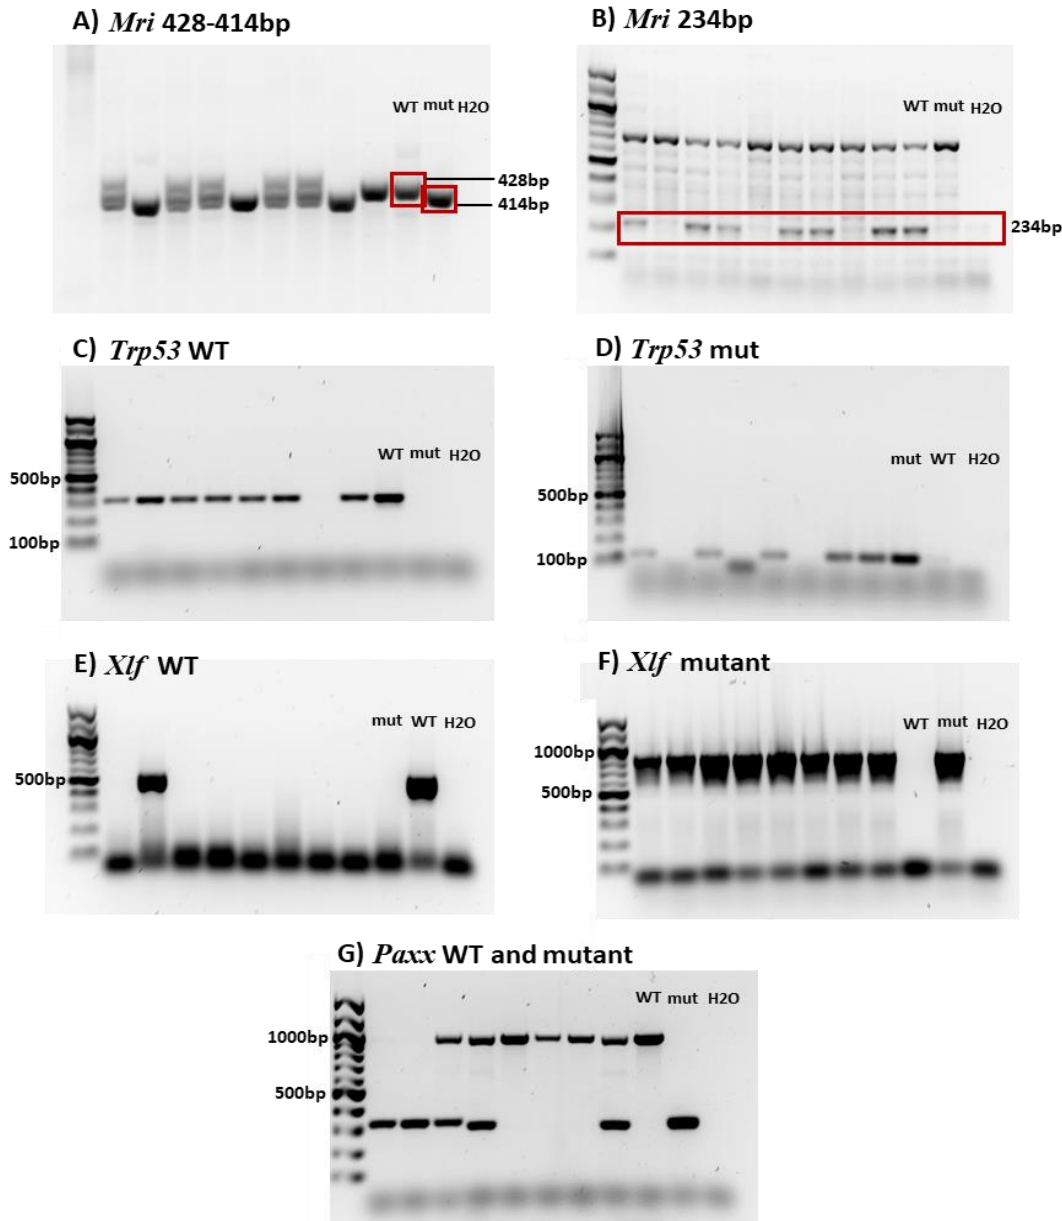 A) Mri 428-414bp
WT mut H2O
428bp
414bp
B) Mri 234bp
WT mut H2O
234bp
C) Trp53 WT
WT mut H2O
500bp
100bp
D) Trp53 mut
mut WT H2O
500bp
100bp
E) Xlf WT
mut WT H2O
500bp
F) Xlf mutant
WT mut H2O
1000bp
500bp
G) Paxx WT and mutant
WT mut H2O
1000bp
500bp